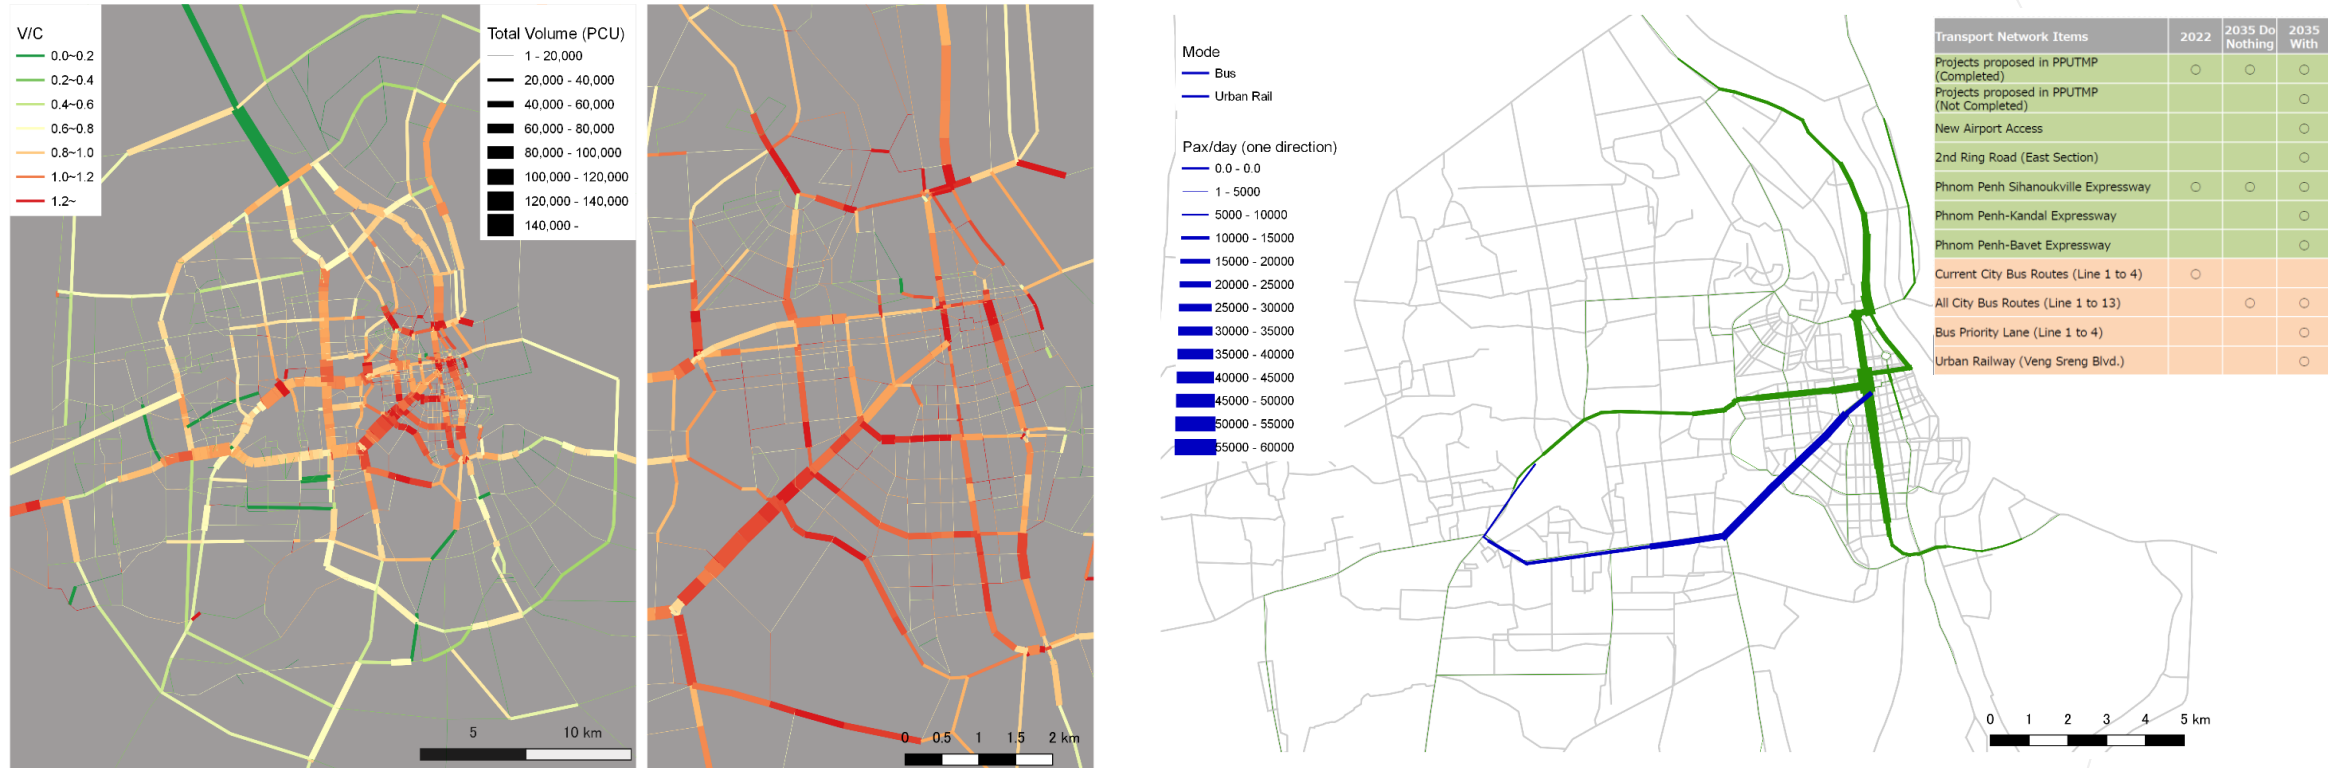 V/C
0.0~0.2
0.2~0.4
0.4~0.6
0.6~0.8
0.8~1.0
1.0~1.2
1.2~
Total Volume (PCU)
1 - 20,000
20,000 - 40,000
40,000 - 60,000
60,000 - 80,000
80,000 - 100,000
100,000 - 120,000
120,000 - 140,000
140,000 -
5 10 km
0 0.5 1 1.5 2 km
Mode
Bus
Urban Rail
Pax/day (one direction)
0.0 - 0.0
1 - 5000
5000 - 10000
10000 - 15000
15000 - 20000
20000 - 25000
25000 - 30000
30000 - 35000
35000 - 40000
40000 - 45000
45000 - 50000
50000 - 55000
55000 - 60000
Transport Network Items 2022 2035 Do Nothing 2035 With
Projects proposed in PPUTMP (Completed) ○ ○ ○
Projects proposed in PPUTMP (Not Completed) ○
New Airport Access ○
2nd Ring Road (East Section) ○
Phnom Penh Sihanoukville Expressway ○ ○ ○
Phnom Penh-Kandal Expressway ○
Phnom Penh-Bavet Expressway ○
Current City Bus Routes (Line 1 to 4) ○
All City Bus Routes (Line 1 to 13) ○ ○
Bus Priority Lane (Line 1 to 4) ○
Urban Railway (Veng Sreng Blvd.) ○
0 1 2 3 4 5 km